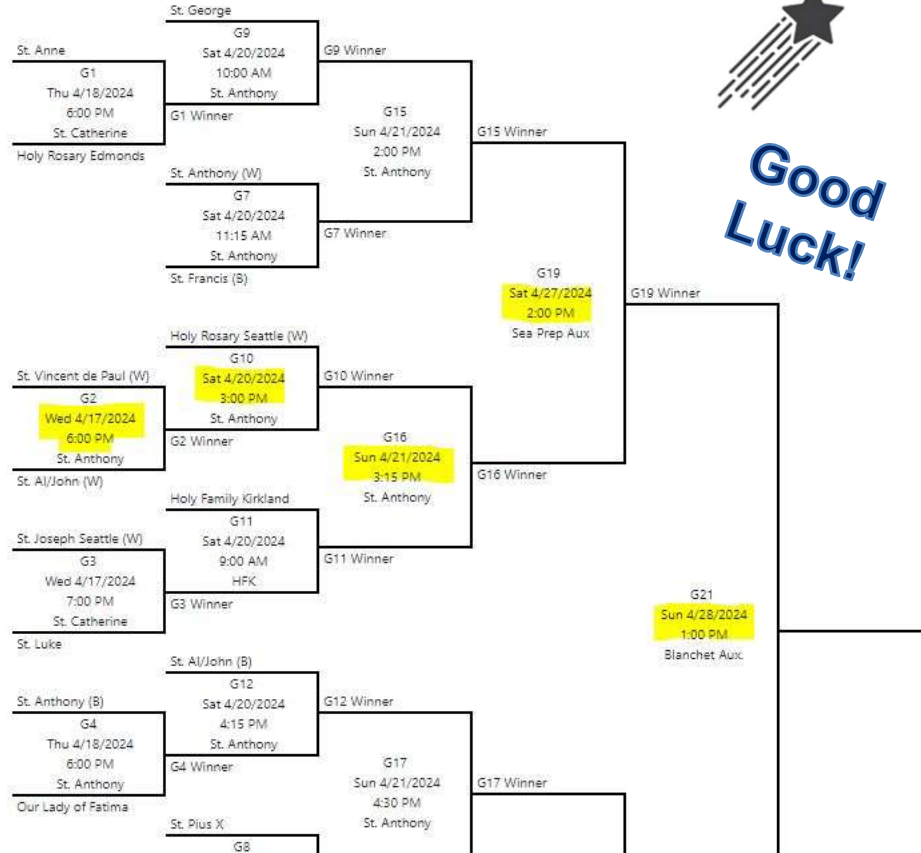 St. George
G9
Sat 4/20/2024
10:00 AM
St. Anthony
St. Anne
G1
Thu 4/18/2024
6:00 PM
St. Catherine
Holy Rosary Edmonds
G1 Winner
G9 Winner
G15
Sun 4/21/2024
2:00 PM
St. Anthony
G15 Winner
St. Anthony (W)
G7
Sat 4/20/2024
11:15 AM
St. Anthony
St. Francis (B)
G7 Winner
Good
Luck!
G19
Sat 4/27/2024
2:00 PM
Sea Prep Aux
G19 Winner
Holy Rosary Seattle (W)
G10
Sat 4/20/2024
3:00 PM
St. Anthony
St. Vincent de Paul (W)
G2
Wed 4/17/2024
6:00 PM
St. Anthony
St. Al/John (W)
G2 Winner
G10 Winner
G16
Sun 4/21/2024
3:15 PM
St. Anthony
G16 Winner
Holy Family Kirkland
G11
Sat 4/20/2024
9:00 AM
HFK
St. Joseph Seattle (W)
G3
Wed 4/17/2024
7:00 PM
St. Catherine
St. Luke
G3 Winner
G11 Winner
G21
Sun 4/28/2024
1:00 PM
Blanchet Aux.
St. Al/John (B)
G12
Sat 4/20/2024
4:15 PM
St. Anthony
St. Anthony (B)
G4
Thu 4/18/2024
6:00 PM
St. Anthony
Our Lady of Fatima
G4 Winner
G12 Winner
G17
Sun 4/21/2024
4:30 PM
St. Anthony
G17 Winner
St. Pius X
G8